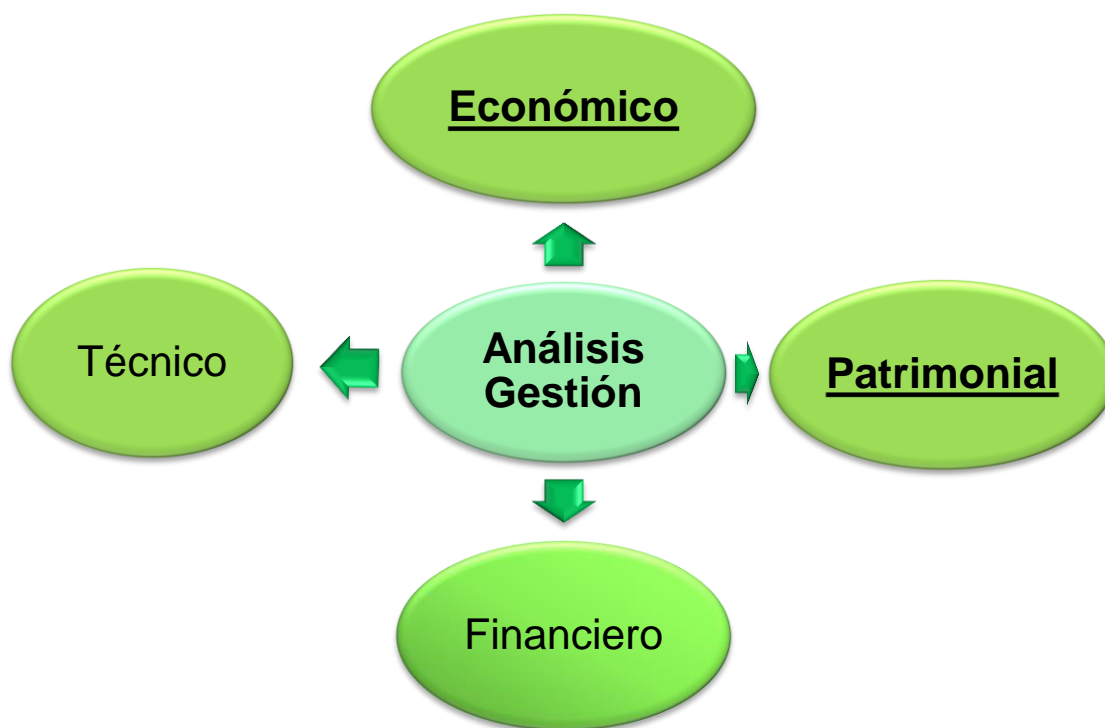 Económico
Técnico
Análisis
Gestión
Patrimonial
Financiero